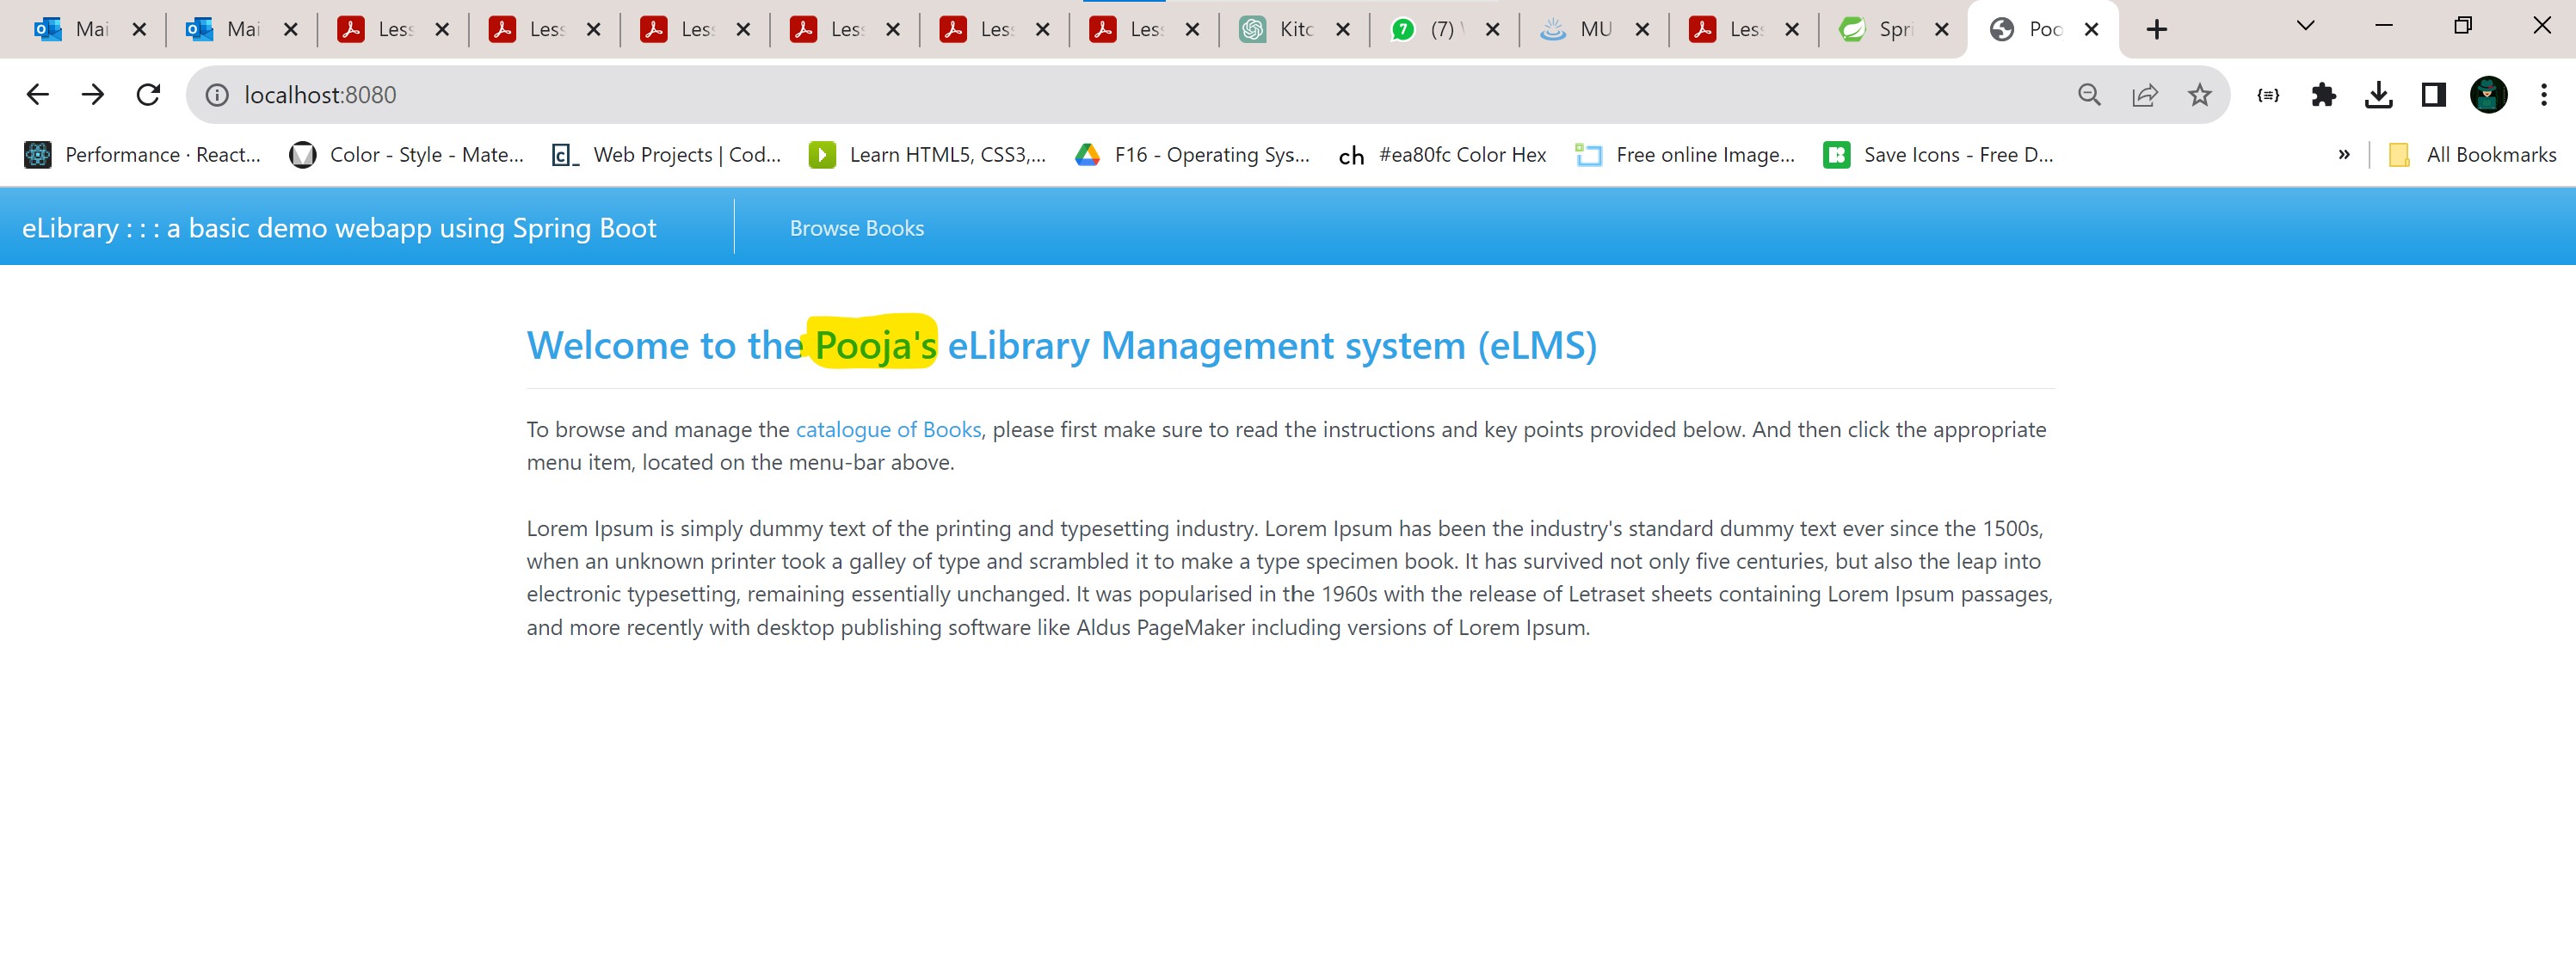 Mai Mai Less Less Less Less Less Less Kitc (7) MU Less Spri Poo
localhost:8080
Performance · React... Color - Style - Mate... Web Projects | Cod... Learn HTML5, CSS3,... F16 - Operating Sys... ch #ea80fc Color Hex Free online Image... Save Icons - Free D... » All Bookmarks
eLibrary : : : a basic demo webapp using Spring Boot Browse Books
Welcome to the Pooja's eLibrary Management system (eLMS)
To browse and manage the catalogue of Books, please first make sure to read the instructions and key points provided below. And then click the appropriate
menu item, located on the menu-bar above.
Lorem Ipsum is simply dummy text of the printing and typesetting industry. Lorem Ipsum has been the industry's standard dummy text ever since the 1500s,
when an unknown printer took a galley of type and scrambled it to make a type specimen book. It has survived not only five centuries, but also the leap into
electronic typesetting, remaining essentially unchanged. It was popularised in the 1960s with the release of Letraset sheets containing Lorem Ipsum passages,
and more recently with desktop publishing software like Aldus PageMaker including versions of Lorem Ipsum.